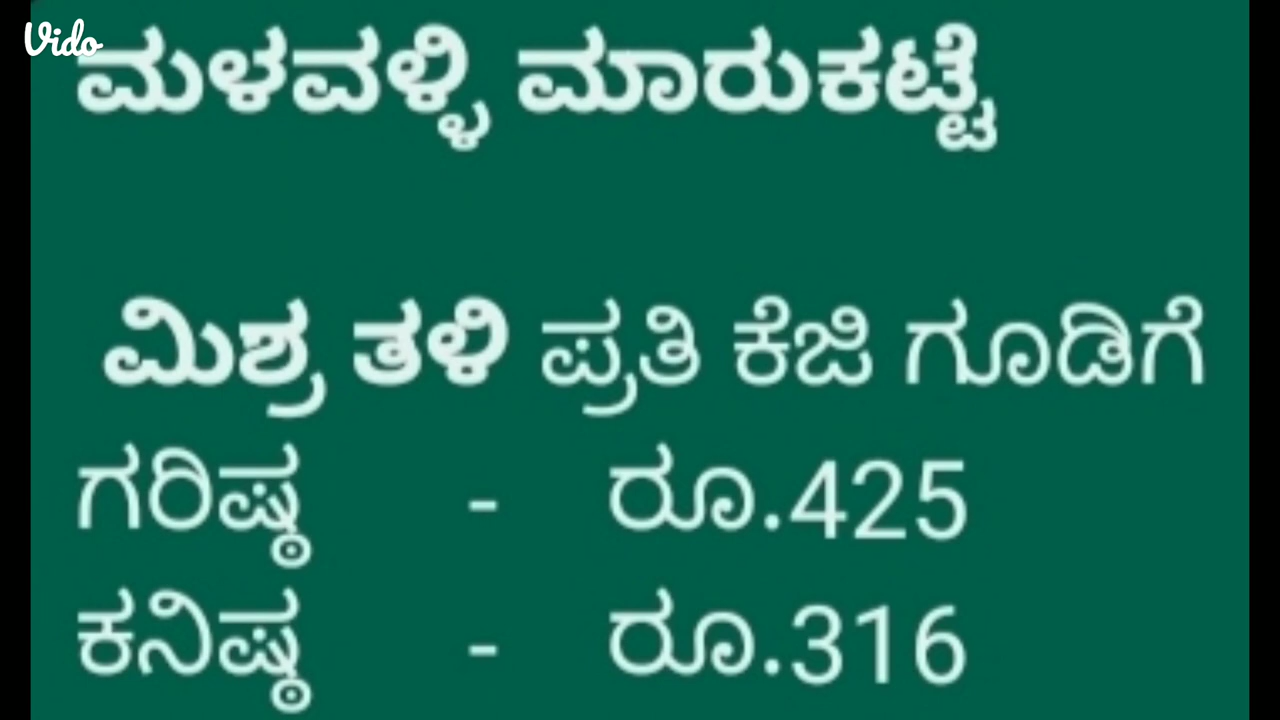 Vido
ಮಳವಳ್ಳಿ ಮಾರುಕಟ್ಟೆ
ಮಿಶ್ರ ತಳಿ ಪ್ರತಿ ಕೆಜಿ ಗೂಡಿಗೆ
ಗರಿಷ್ಠ - ರೂ.425
ಕನಿಷ್ಠ - ರೂ.316